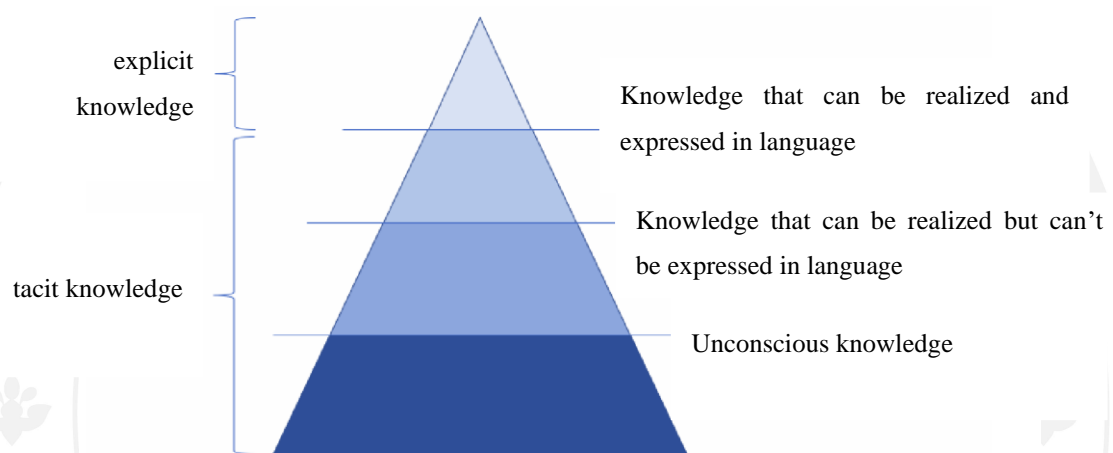 explicit
knowledge
Knowledge that can be realized and
expressed in language
Knowledge that can be realized but can’t
be expressed in language
tacit knowledge
Unconscious knowledge